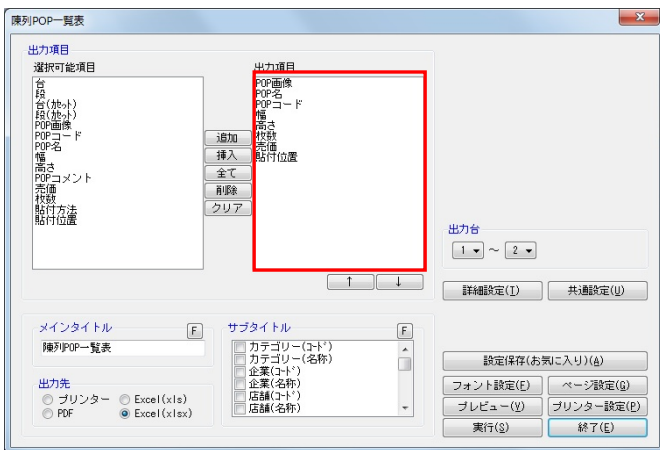 陳列POP一覧表
出力項目
選択可能項目
台
段
台(ｶｾｯﾄ)
段(ｶｾｯﾄ)
POP画像
POPコード
POP名
幅
高さ
POPコメント
売価
枚数
貼付方法
貼付位置
追加
挿入
全て
削除
クリア
出力項目
POP画像
POP名
POPコード
幅
高さ
枚数
売価
貼付位置
↑ ↓
出力台
1 ～ 2
詳細設定(I) 共通設定(U)
メインタイトル F
陳列POP一覧表
出力先
プリンター Excel(xls)
PDF Excel(xlsx)
サブタイトル F
カテゴリー(ｺｰﾄﾞ)
カテゴリー(名称)
企業(ｺｰﾄﾞ)
企業(名称)
店舗(ｺｰﾄﾞ)
店舗(名称)
設定保存(お気に入り)(A)
フォント設定(F) ページ設定(G)
プレビュー(V) プリンター設定(P)
実行(S) 終了(E)